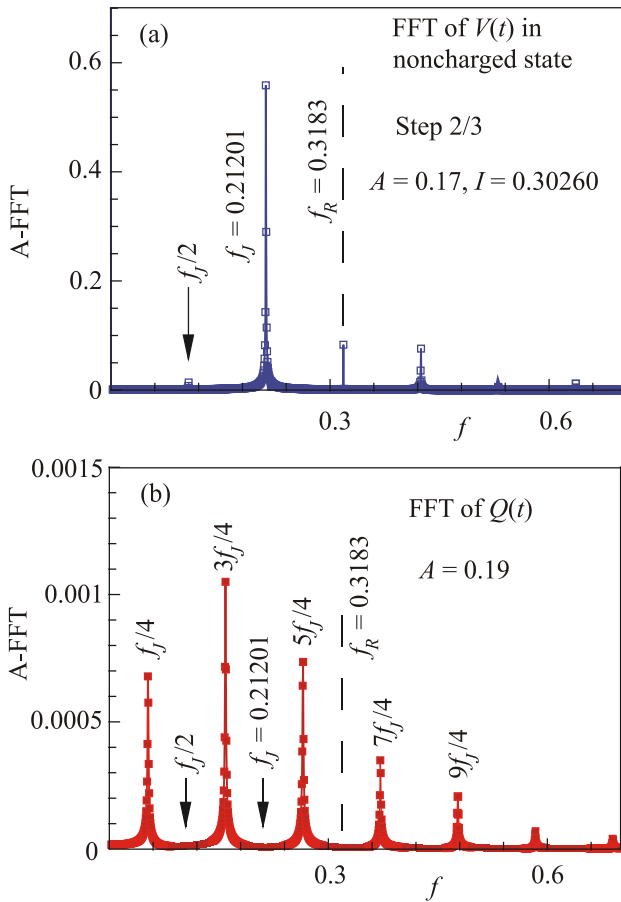 (a)
FFT of V(t) in
noncharged state
Step 2/3
A = 0.17, I = 0.30260
A-FFT
0.6
0.4
0.2
0
f_J/2
f_J = 0.21201
f_R = 0.3183
0.3
f
0.6
(b)
FFT of Q(t)
A = 0.19
A-FFT
0.0015
0.001
0.0005
0
f_J/4
f_J/2
3f_J/4
f_J = 0.21201
5f_J/4
f_R = 0.3183
7f_J/4
9f_J/4
0.3
f
0.6